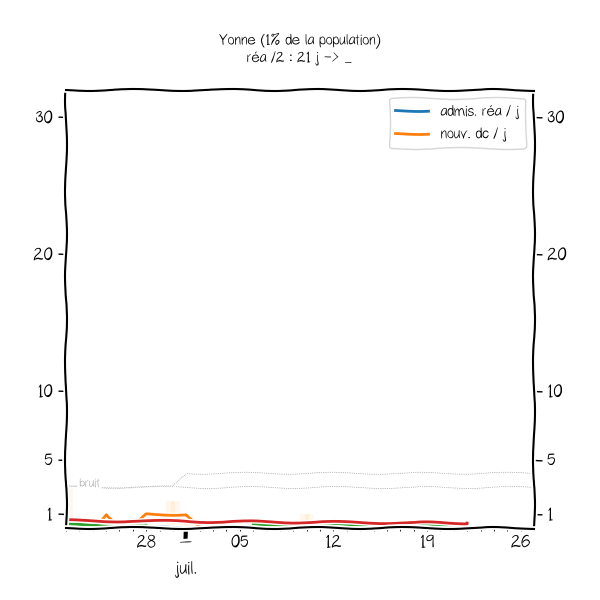 Yonne (1% de la population)
réa /2 : 21 j -> _
30
30
admis. réa / j
nouv. dc / j
20
20
10
10
5
5
bruit
1
1
28
1
05
12
19
26
juil.